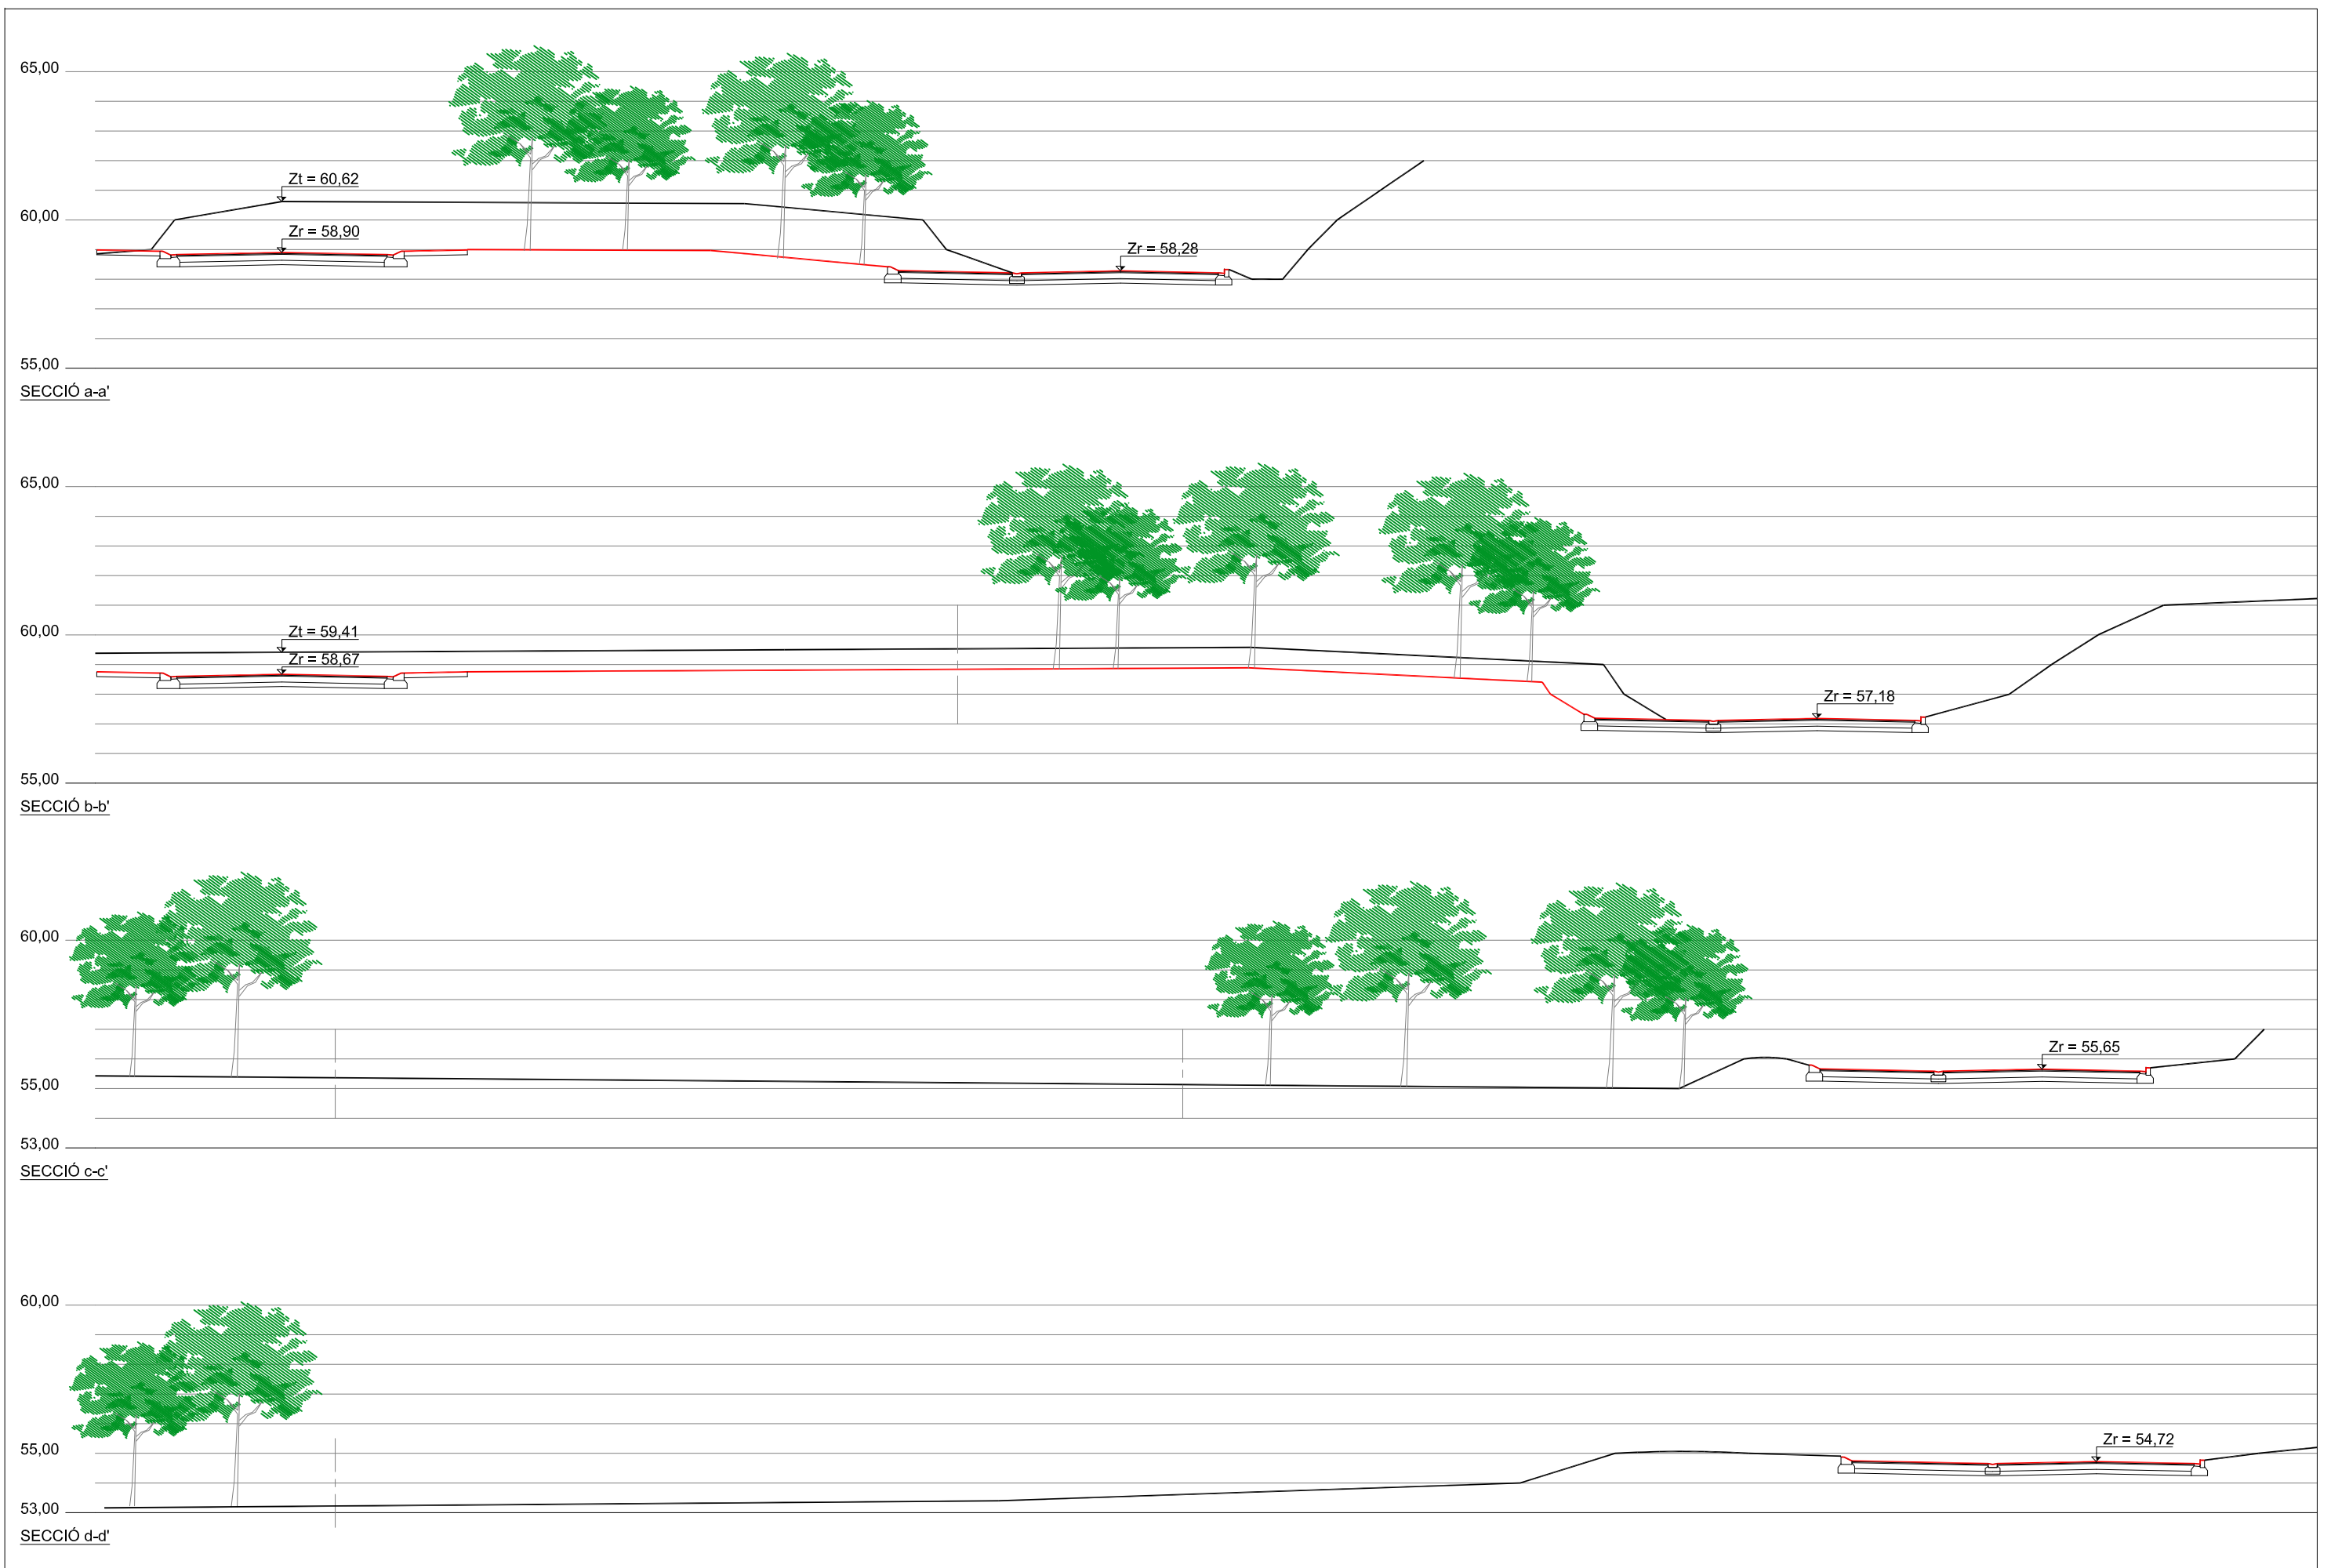 65,00
Zt = 60,62
60,00
Zr = 58,90
Zr = 58,28
55,00
SECCIÓ a-a'
65,00
60,00
Zt = 59,41
Zr = 58,67
Zr = 57,18
55,00
SECCIÓ b-b'
60,00
Zr = 55,65
55,00
53,00
SECCIÓ c-c'
60,00
55,00
Zr = 54,72
53,00
SECCIÓ d-d'